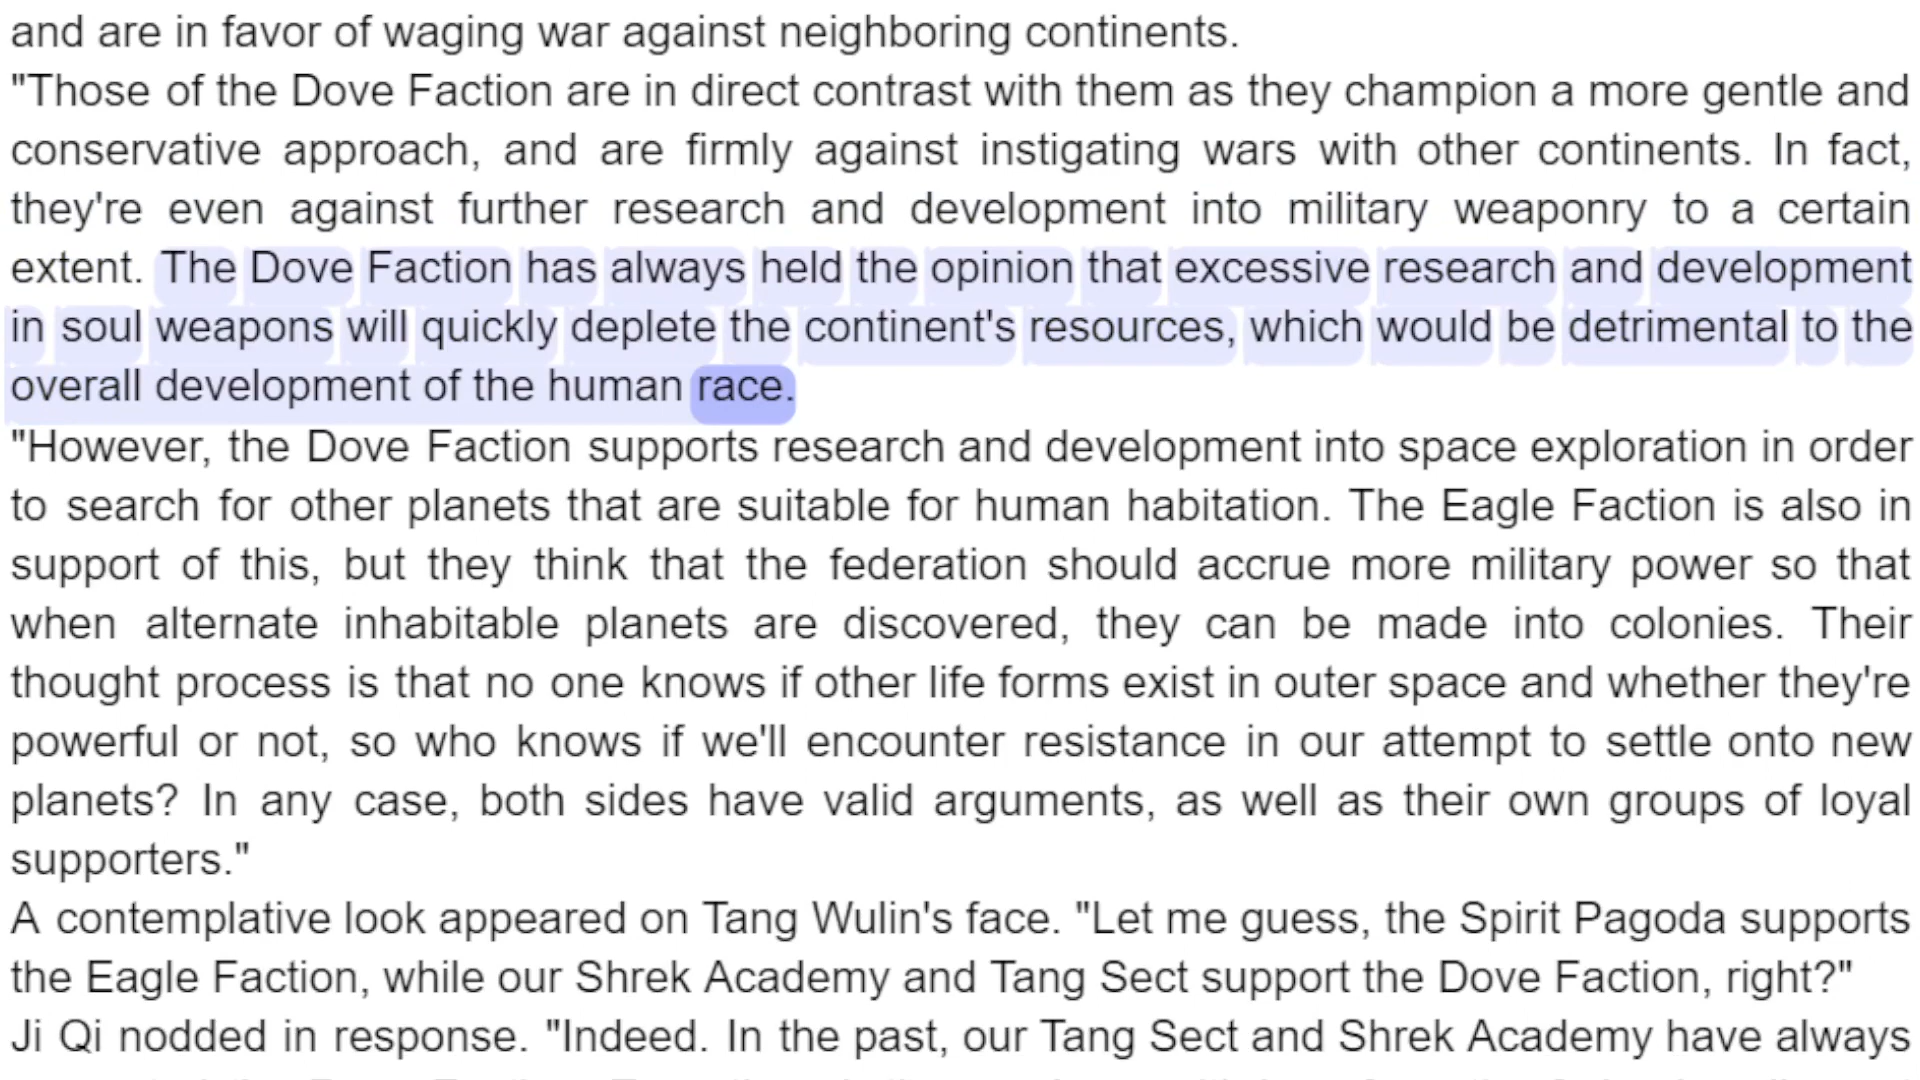 and are in favor of waging war against neighboring continents.
"Those of the Dove Faction are in direct contrast with them as they champion a more gentle and
conservative approach, and are firmly against instigating wars with other continents. In fact,
they're even against further research and development into military weaponry to a certain
extent. The Dove Faction has always held the opinion that excessive research and development
in soul weapons will quickly deplete the continent's resources, which would be detrimental to the
overall development of the human race.
"However, the Dove Faction supports research and development into space exploration in order
to search for other planets that are suitable for human habitation. The Eagle Faction is also in
support of this, but they think that the federation should accrue more military power so that
when alternate inhabitable planets are discovered, they can be made into colonies. Their
thought process is that no one knows if other life forms exist in outer space and whether they're
powerful or not, so who knows if we'll encounter resistance in our attempt to settle onto new
planets? In any case, both sides have valid arguments, as well as their own groups of loyal
supporters."
A contemplative look appeared on Tang Wulin's face. "Let me guess, the Spirit Pagoda supports
the Eagle Faction, while our Shrek Academy and Tang Sect support the Dove Faction, right?"
Ji Qi nodded in response. "Indeed. In the past, our Tang Sect and Shrek Academy have always